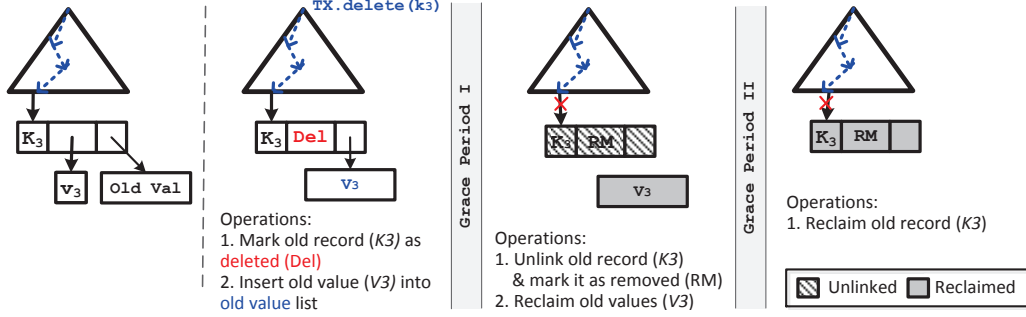 TX.delete(k3)
K3
v3
Old Val
K3 Del
V3
Operations:
1. Mark old record (K3) as
deleted (Del)
2. Insert old value (V3) into
old value list
Grace Period I
K3 RM
V3
Operations:
1. Unlink old record (K3)
& mark it as removed (RM)
2. Reclaim old values (V3)
Grace Period II
K3 RM
Operations:
1. Reclaim old record (K3)
Unlinked
Reclaimed